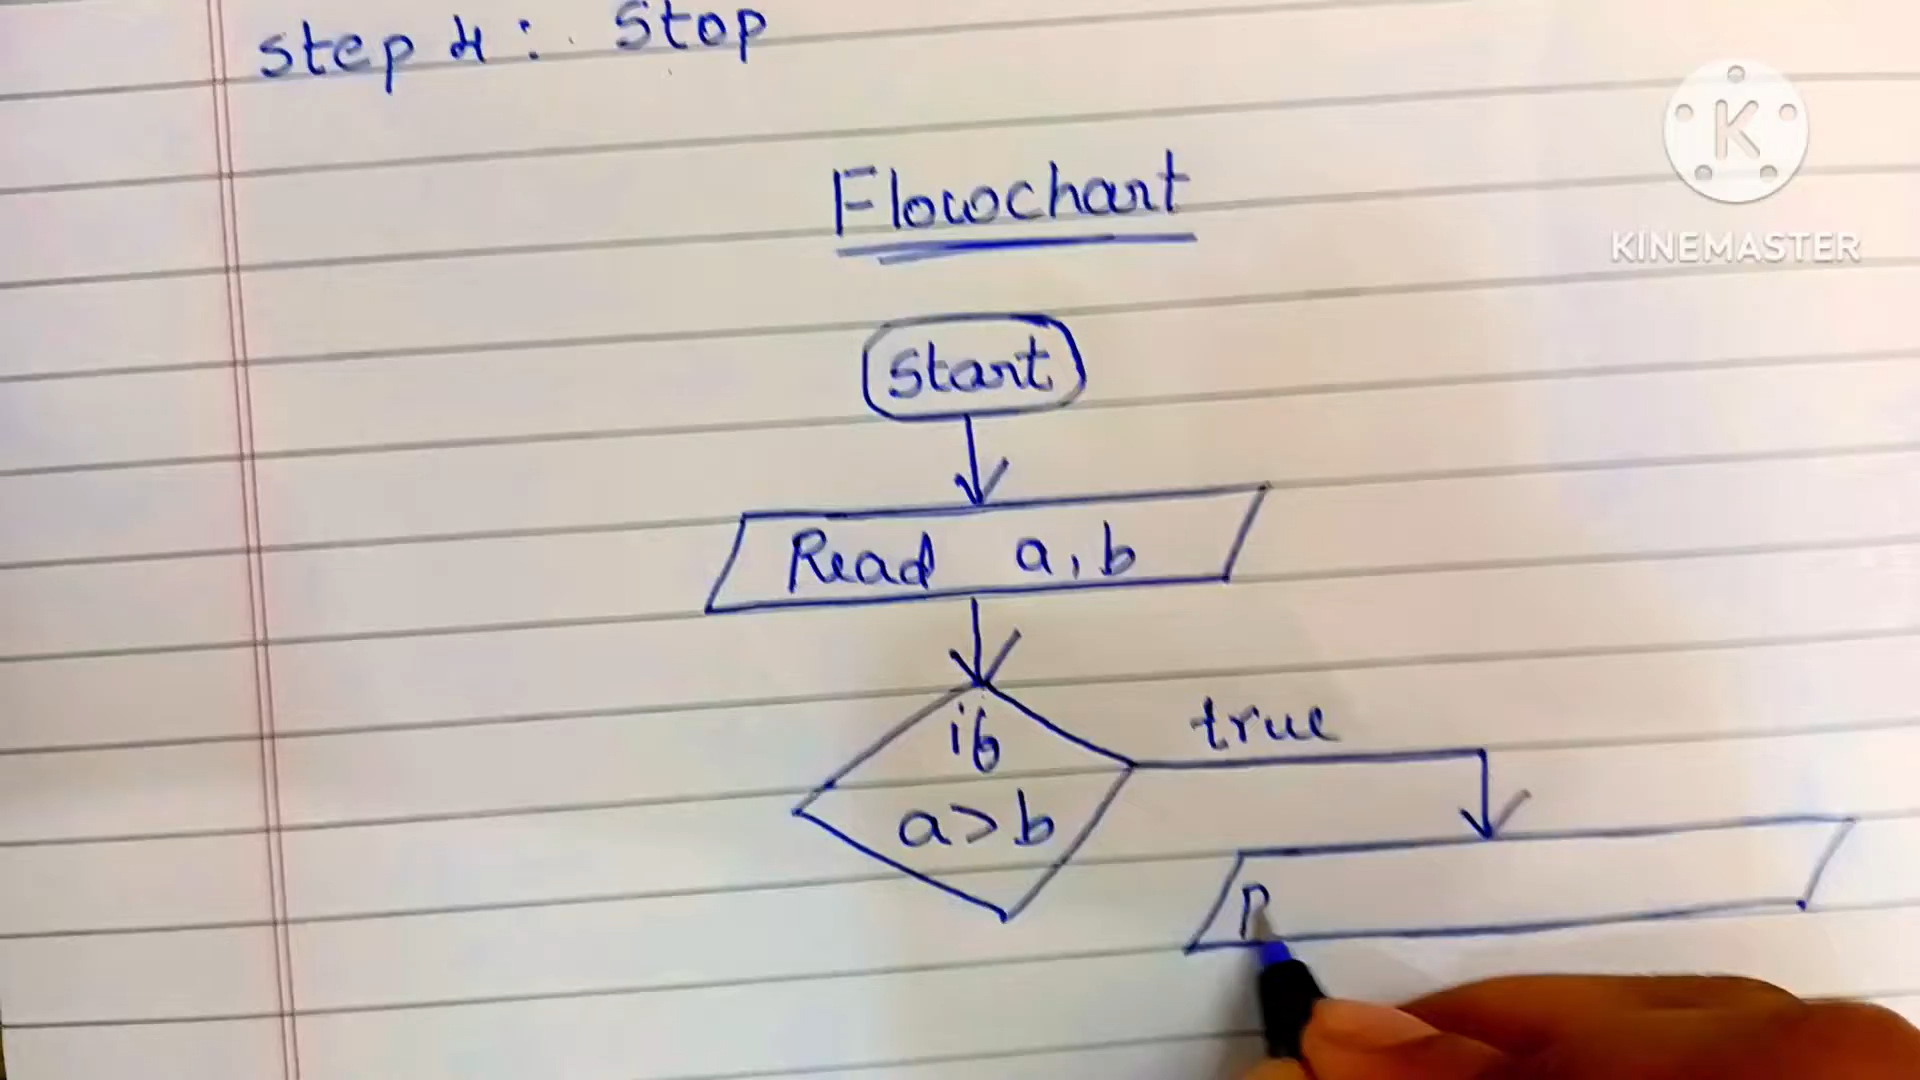 step 4: Stop
K
KINEMASTER
Flowchart
Start
Read a, b
if
a>b
true
P